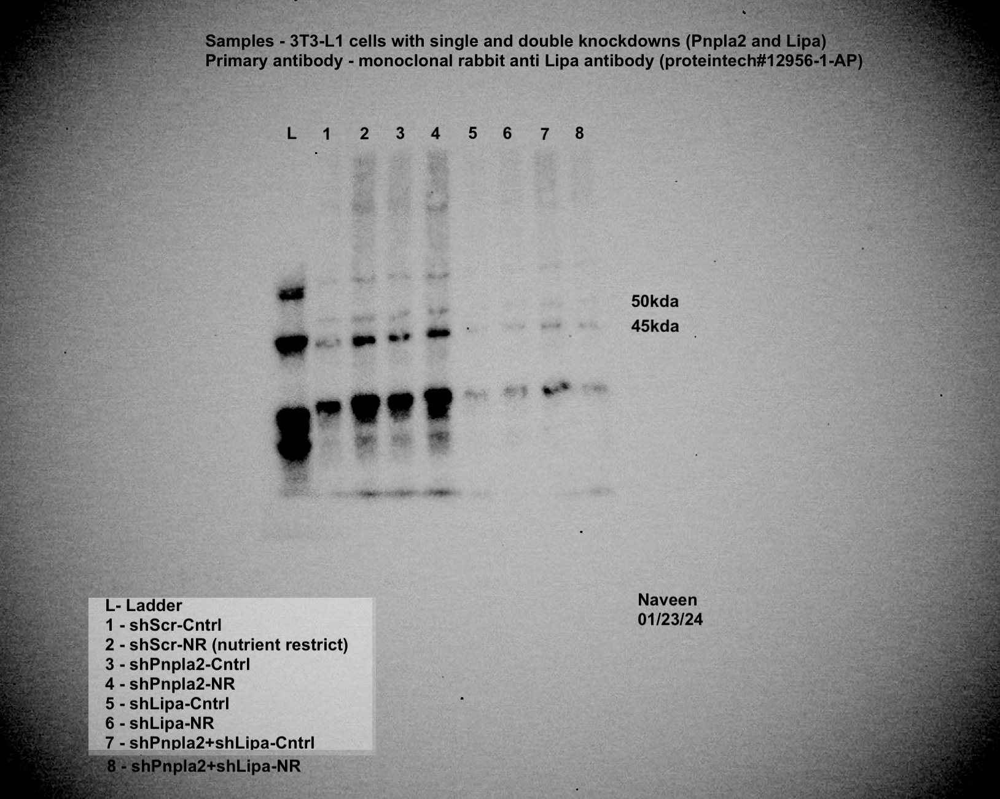 Samples - 3T3-L1 cells with single and double knockdowns (Pnpla2 and Lipa)
Primary antibody - monoclonal rabbit anti Lipa antibody (proteintech#12956-1-AP)
L 1 2 3 4 5 6 7 8
50kda
45kda
L- Ladder
1 - shScr-Cntrl
2 - shScr-NR (nutrient restrict)
3 - shPnpla2-Cntrl
4 - shPnpla2-NR
5 - shLipa-Cntrl
6 - shLipa-NR
7 - shPnpla2+shLipa-Cntrl
8 - shPnpla2+shLipa-NR
Naveen
01/23/24